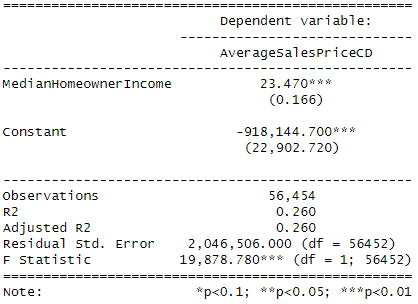 Dependent variable:
AverageSalesPriceCD
MedianHomeownerIncome 23.470***
(0.166)
Constant -918,144.700***
(22,902.720)
Observations 56,454
R2 0.260
Adjusted R2 0.260
Residual Std. Error 2,046,506.000 (df = 56452)
F Statistic 19,878.780*** (df = 1; 56452)
Note: *p<0.1; **p<0.05; ***p<0.01